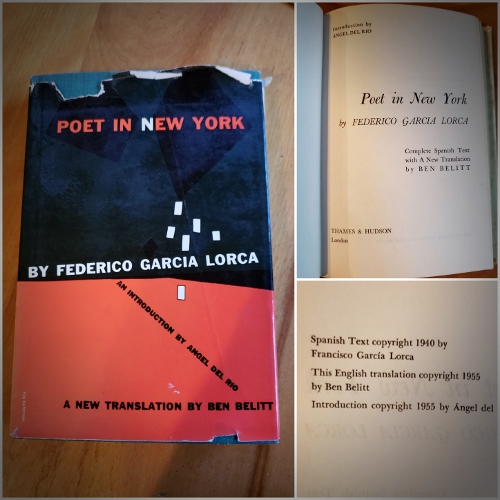 POET IN NEW YORK
BY FEDERICO GARCIA LORCA
AN INTRODUCTION BY ANGEL DEL RIO
A NEW TRANSLATION BY BEN BELITT
introduction by
ÁNGEL DEL RIO
Poet in New York
by FEDERICO GARCIA LORCA
Complete Spanish Text
with A New Translation
by BEN BELITT
THAMES & HUDSON
London
Spanish Text copyright 1940 by
Francisco García Lorca
This English translation copyright 1955
by Ben Belitt
Introduction copyright 1955 by Ángel del